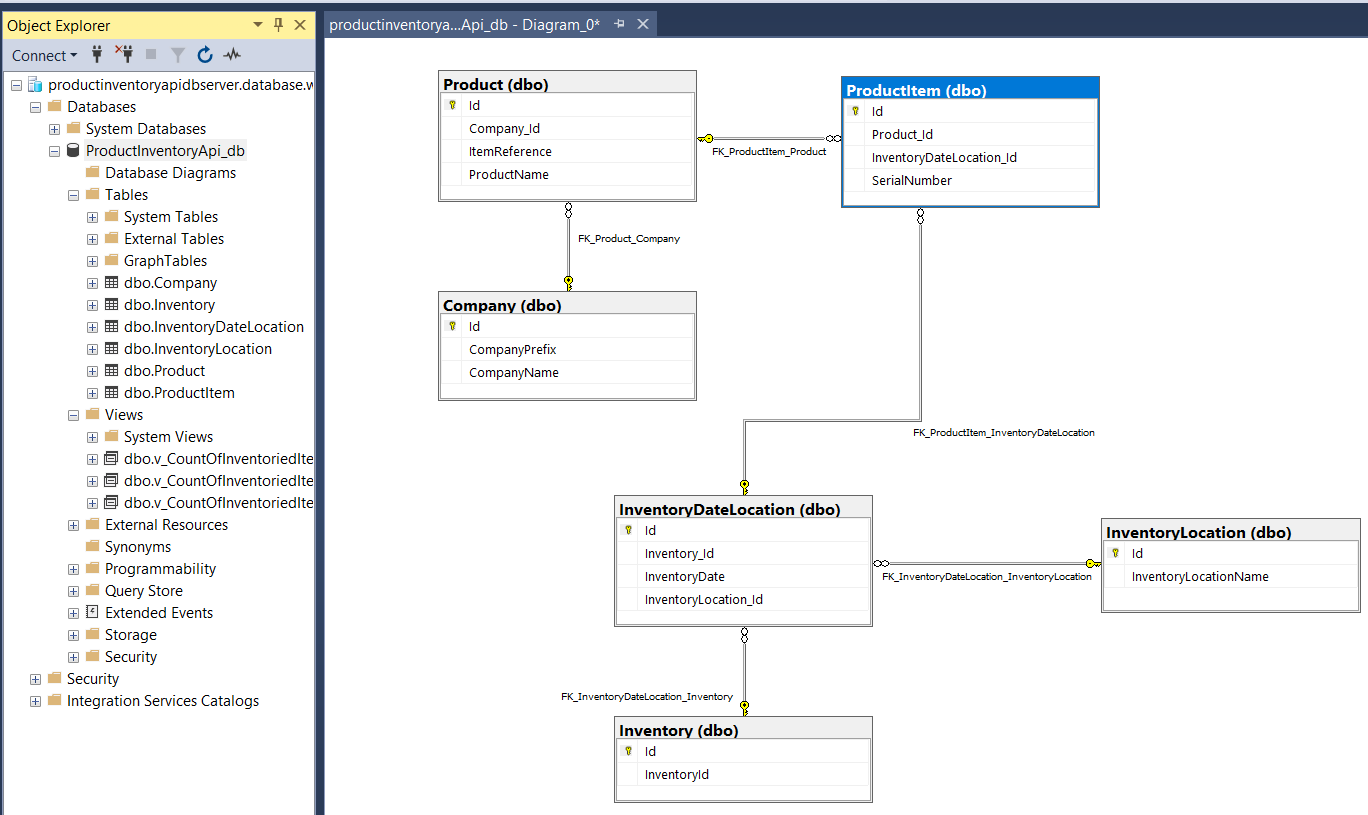 Object Explorer
Connect
productinventoryapidbserver.database.w
Databases
System Databases
ProductInventoryApi_db
Database Diagrams
Tables
System Tables
External Tables
GraphTables
dbo.Company
dbo.Inventory
dbo.InventoryDateLocation
dbo.InventoryLocation
dbo.Product
dbo.ProductItem
Views
System Views
dbo.v_CountOfInventoriedIte
dbo.v_CountOfInventoriedIte
dbo.v_CountOfInventoriedIte
External Resources
Synonyms
Programmability
Query Store
Extended Events
Storage
Security
Security
Integration Services Catalogs
productinventorya...Api_db - Diagram_0*
Product (dbo)
Id
Company_Id
ItemReference
ProductName
FK_ProductItem_Product
ProductItem (dbo)
Id
Product_Id
InventoryDateLocation_Id
SerialNumber
FK_Product_Company
Company (dbo)
Id
CompanyPrefix
CompanyName
FK_ProductItem_InventoryDateLocation
InventoryDateLocation (dbo)
Id
Inventory_Id
InventoryDate
InventoryLocation_Id
FK_InventoryDateLocation_InventoryLocation
InventoryLocation (dbo)
Id
InventoryLocationName
FK_InventoryDateLocation_Inventory
Inventory (dbo)
Id
InventoryId